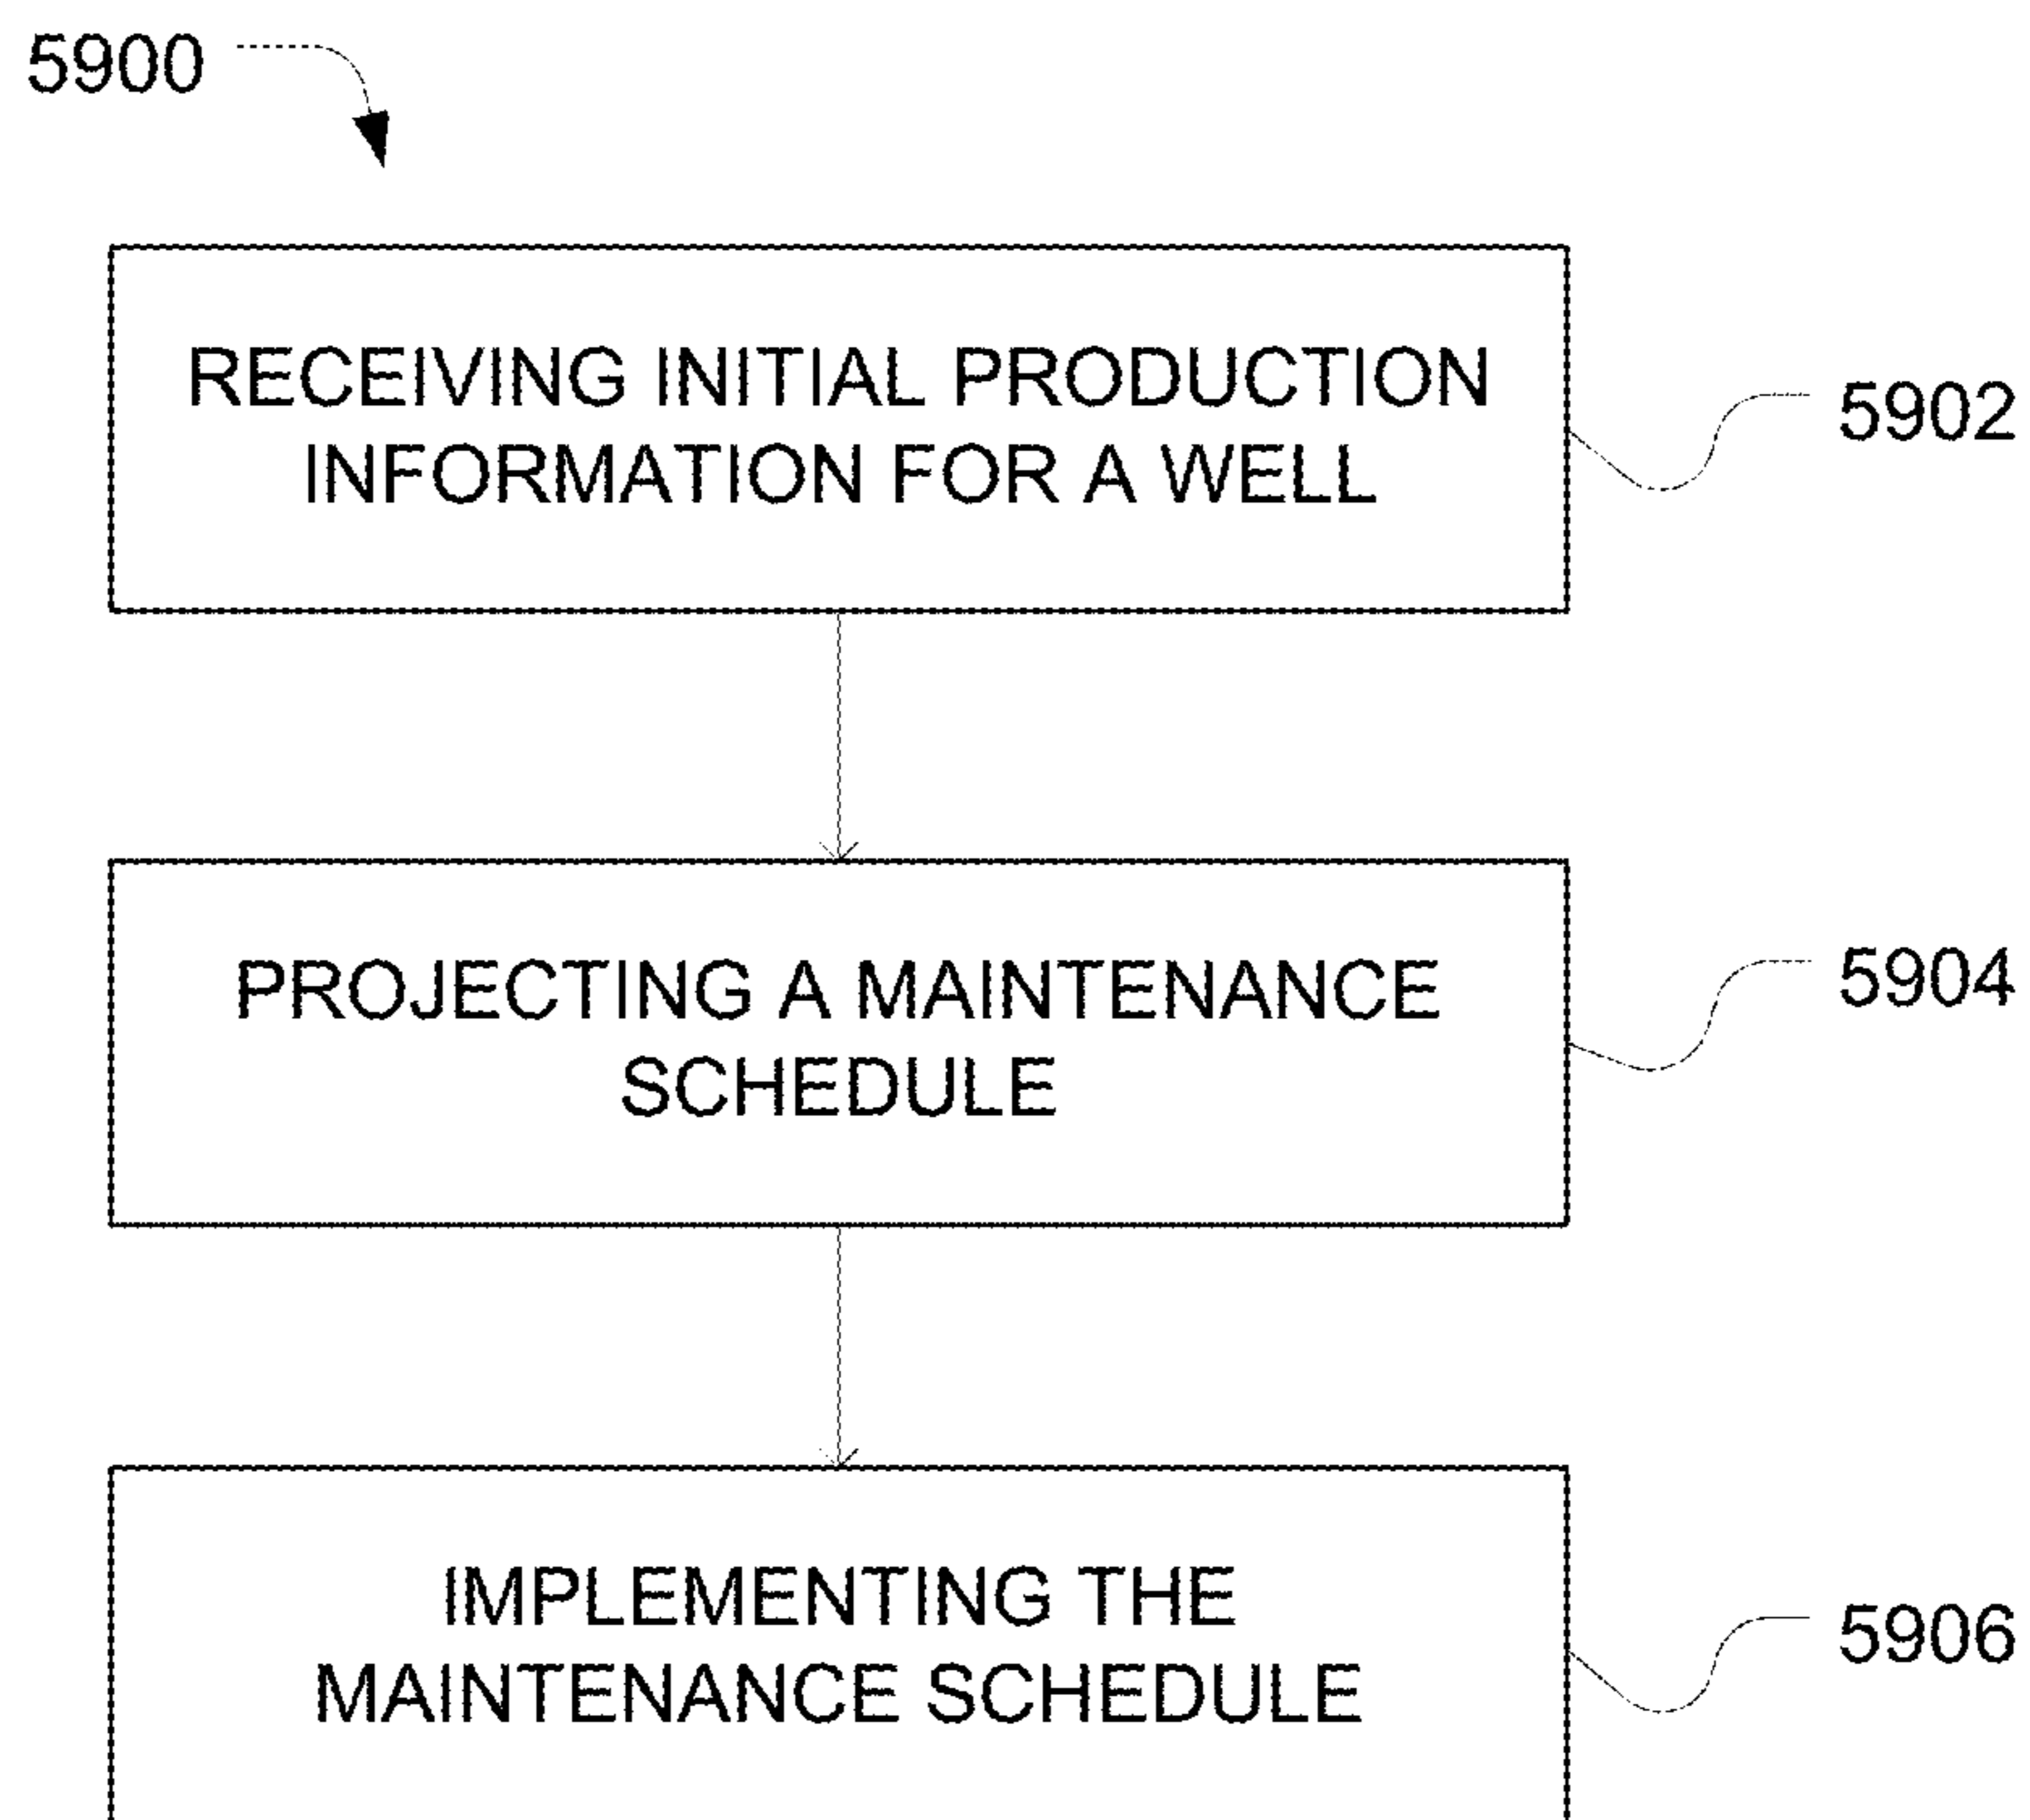 5900
RECEIVING INITIAL PRODUCTION
INFORMATION FOR A WELL
5902
PROJECTING A MAINTENANCE
SCHEDULE
5904
IMPLEMENTING THE
MAINTENANCE SCHEDULE
5906